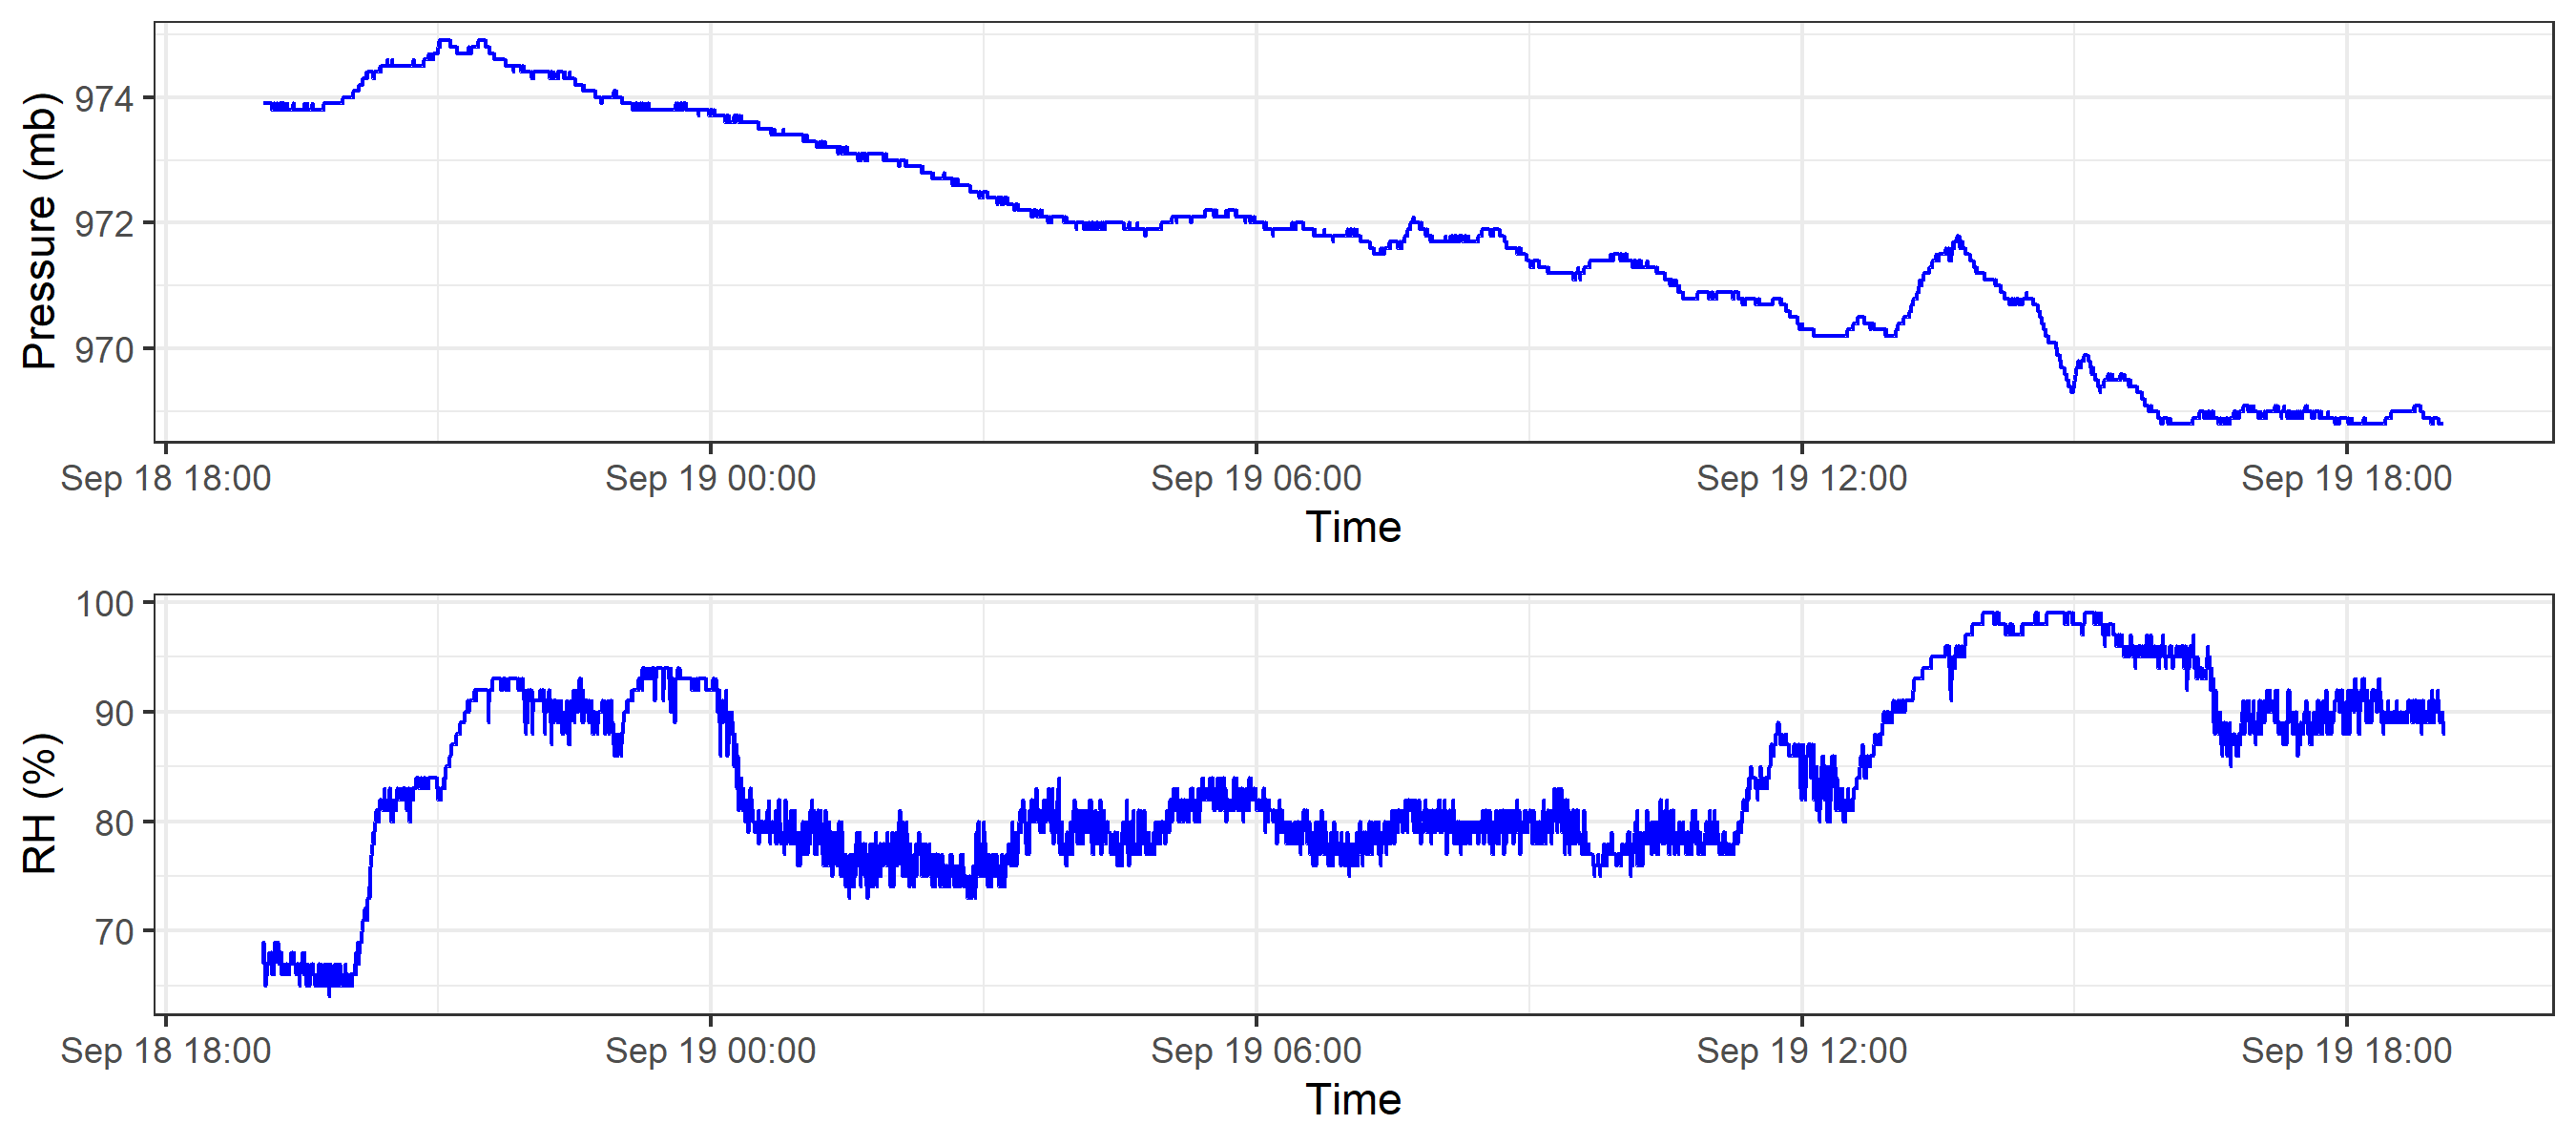 Pressure (mb)
974
972
970
Sep 18 18:00
Sep 19 00:00
Sep 19 06:00
Sep 19 12:00
Sep 19 18:00
Time
RH (%)
100
90
80
70
Sep 18 18:00
Sep 19 00:00
Sep 19 06:00
Sep 19 12:00
Sep 19 18:00
Time